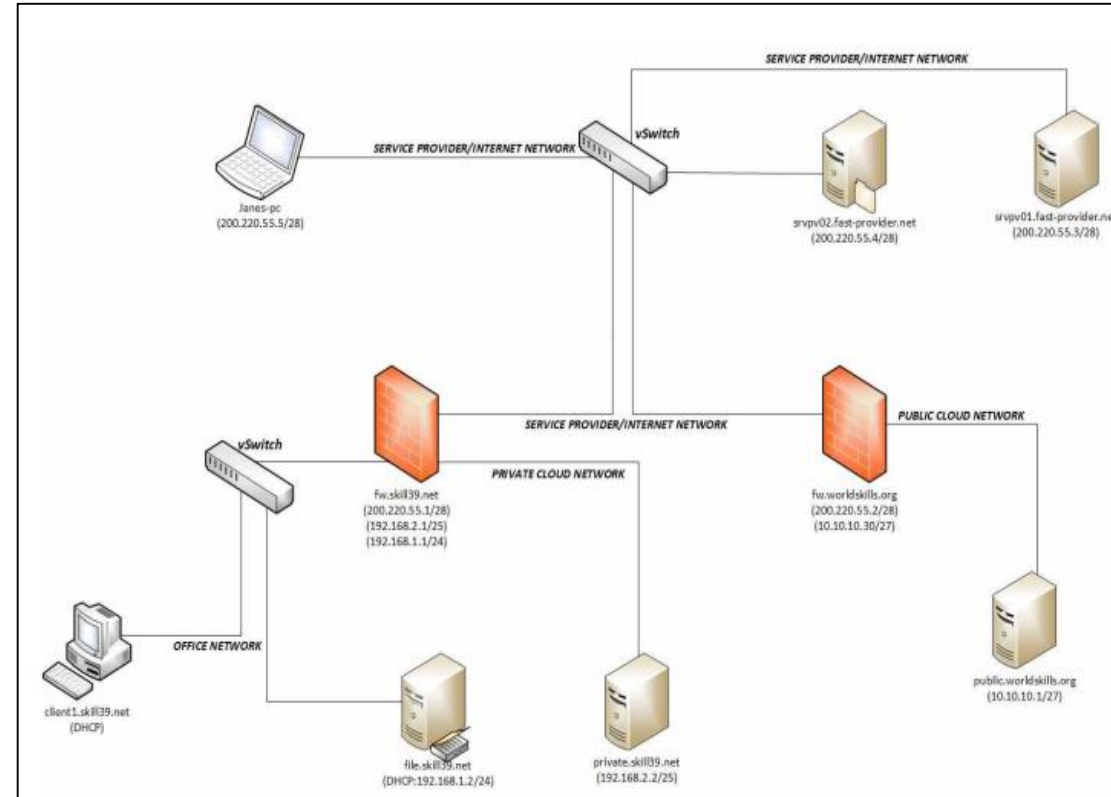 SERVICE PROVIDER/INTERNET NETWORK
vSwitch
SERVICE PROVIDER/INTERNET NETWORK
Janes-pc
(200.220.55.5/28)
srvpv02.fast-provider.net
(200.220.55.4/28)
srvpv01.fast-provider.ne
(200.220.55.3/28)
PUBLIC CLOUD NETWORK
SERVICE PROVIDER/INTERNET NETWORK
vSwitch
PRIVATE CLOUD NETWORK
fw.skill39.net
(200.220.55.1/28)
(192.168.2.1/25)
(192.168.1.1/24)
fw.worldskills.org
(200.220.55.2/28)
(10.10.10.30/27)
OFFICE NETWORK
client1.skill39.net
(DHCP)
file.skill39.net
(DHCP:192.168.1.2/24)
private.skill39.net
(192.168.2.2/25)
public.worldskills.org
(10.10.10.1/27)